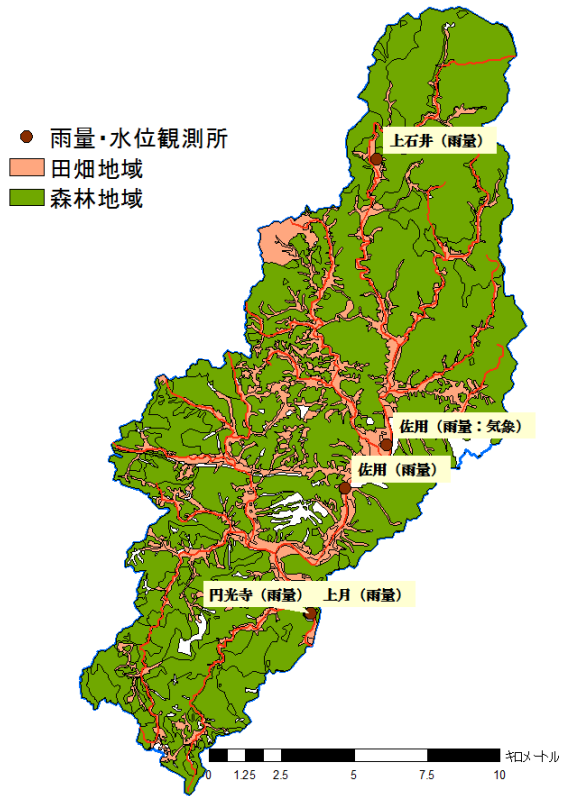 雨量・水位観測所
田畑地域
森林地域
上石井（雨量）
佐用（雨量：気象）
佐用（雨量）
円光寺（雨量） 上月（雨量）
キロメートル
0 1.25 2.5 5 7.5 10